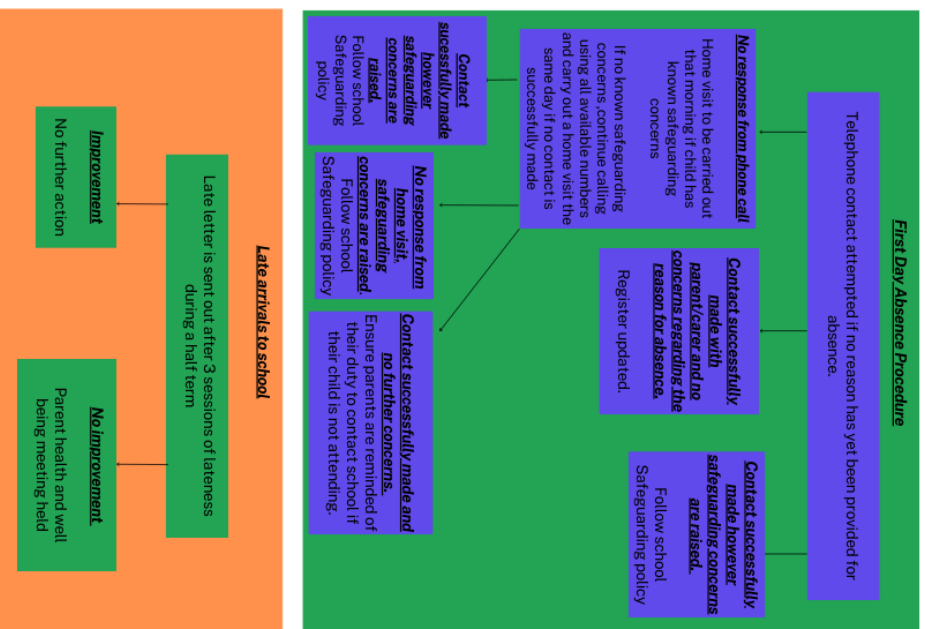 First Day Absence Procedure
Telephone contact attempted if no reason has yet been provided for
absence.
No response from phone call
Home visit to be carried out
that morning if child has
known safeguarding
concerns
If no known safeguarding
concerns ,continue calling
using all available numbers
and carry out a home visit the
same day if no contact is
successfully made
Contact successfully
made with
parent/carer and no
concerns regarding the
reason for absence.
Register updated.
Contact successfully
made however
safeguarding concerns
are raised.
Follow school
Safeguarding policy
Contact
sucessfully made
however
safeguarding
concerns are
raised.
Follow school
Safeguarding
policy
No response from
home visit,
safeguarding
concerns are raised.
Follow school
Safeguarding policy
Contact successfully made and
no further concerns.
Ensure parents are reminded of
their duty to contact school if
their child is not attending.
Late arrivals to school
Late letter is sent out after 3 sessions of lateness
during a half term
Improvement
No further action
No improvement
Parent health and well
being meeting held